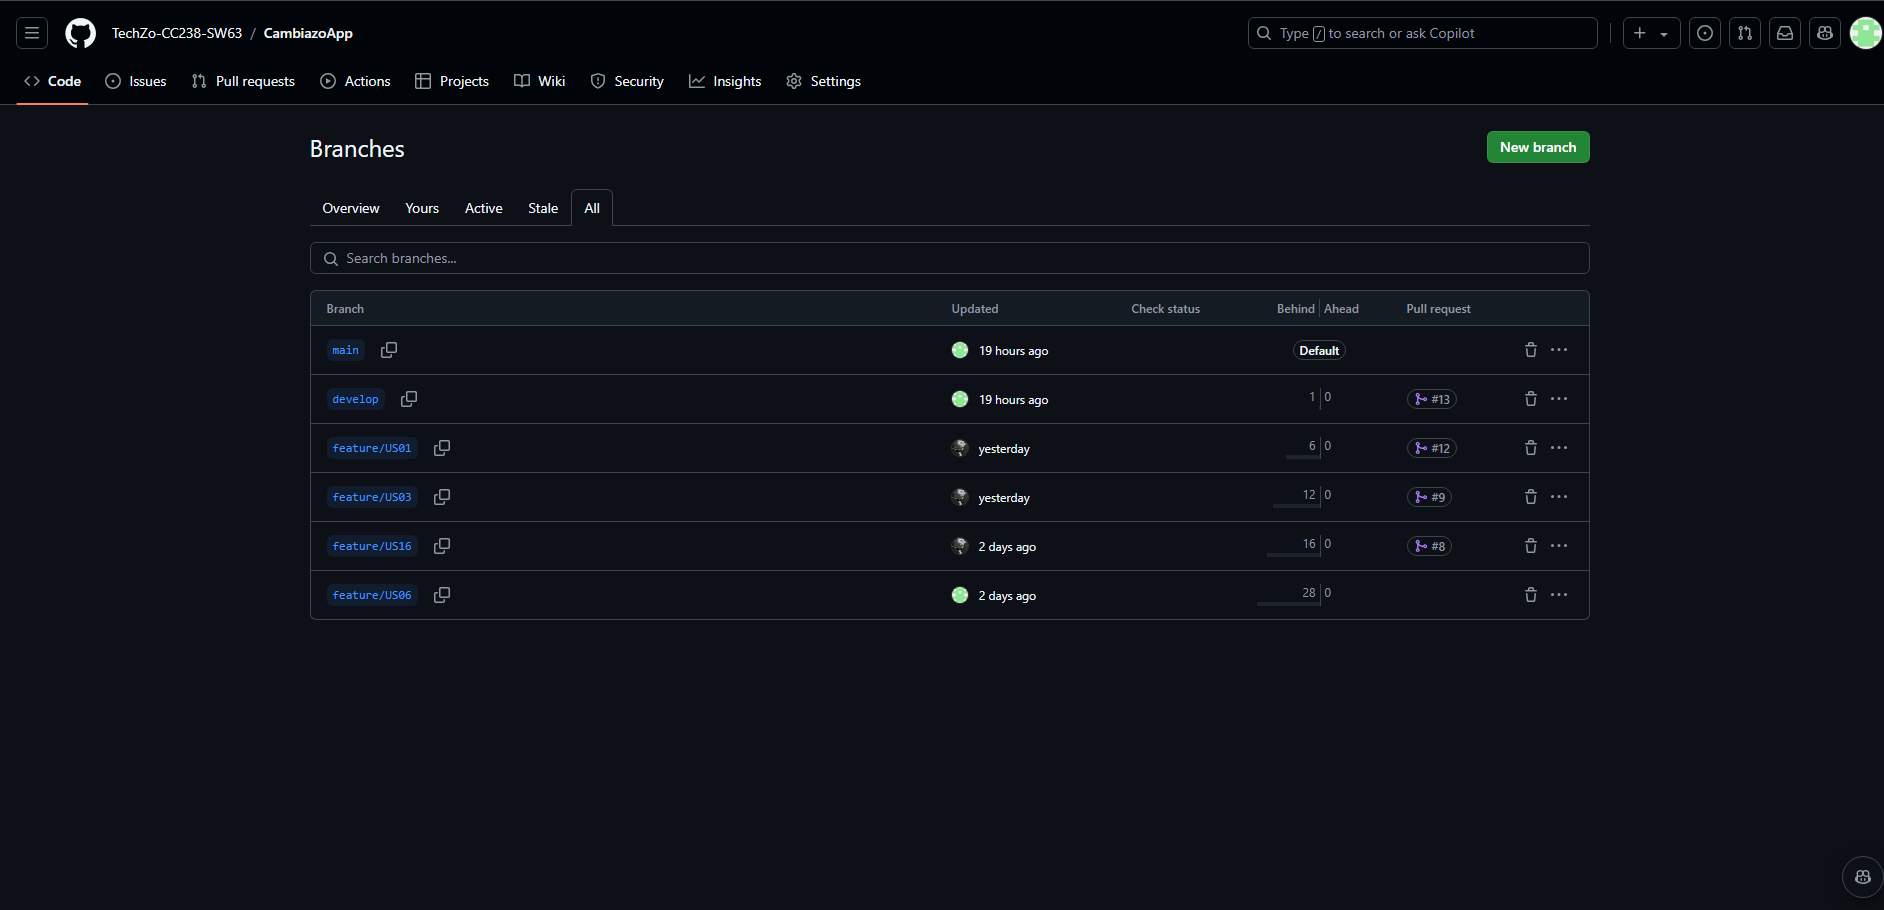 TechZo-CC238-SW63 / CambiazoApp
Type / to search or ask Copilot
Code Issues Pull requests Actions Projects Wiki Security Insights Settings
Branches
New branch
Overview Yours Active Stale All
Search branches...
Branch Updated Check status Behind Ahead Pull request
main 19 hours ago Default
develop 19 hours ago 1 0 #13
feature/US01 yesterday 6 0 #12
feature/US03 yesterday 12 0 #9
feature/US16 2 days ago 16 0 #8
feature/US06 2 days ago 28 0